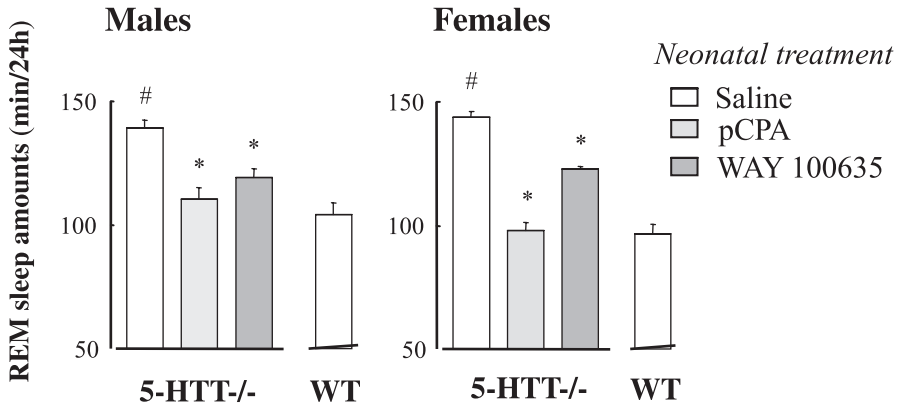 Males
Females
REM sleep amounts (min/24h)
Neonatal treatment
Saline
pCPA
WAY 100635
150
100
50
#
*
*
5-HTT-/-
WT
150
100
50
#
*
*
5-HTT-/-
WT